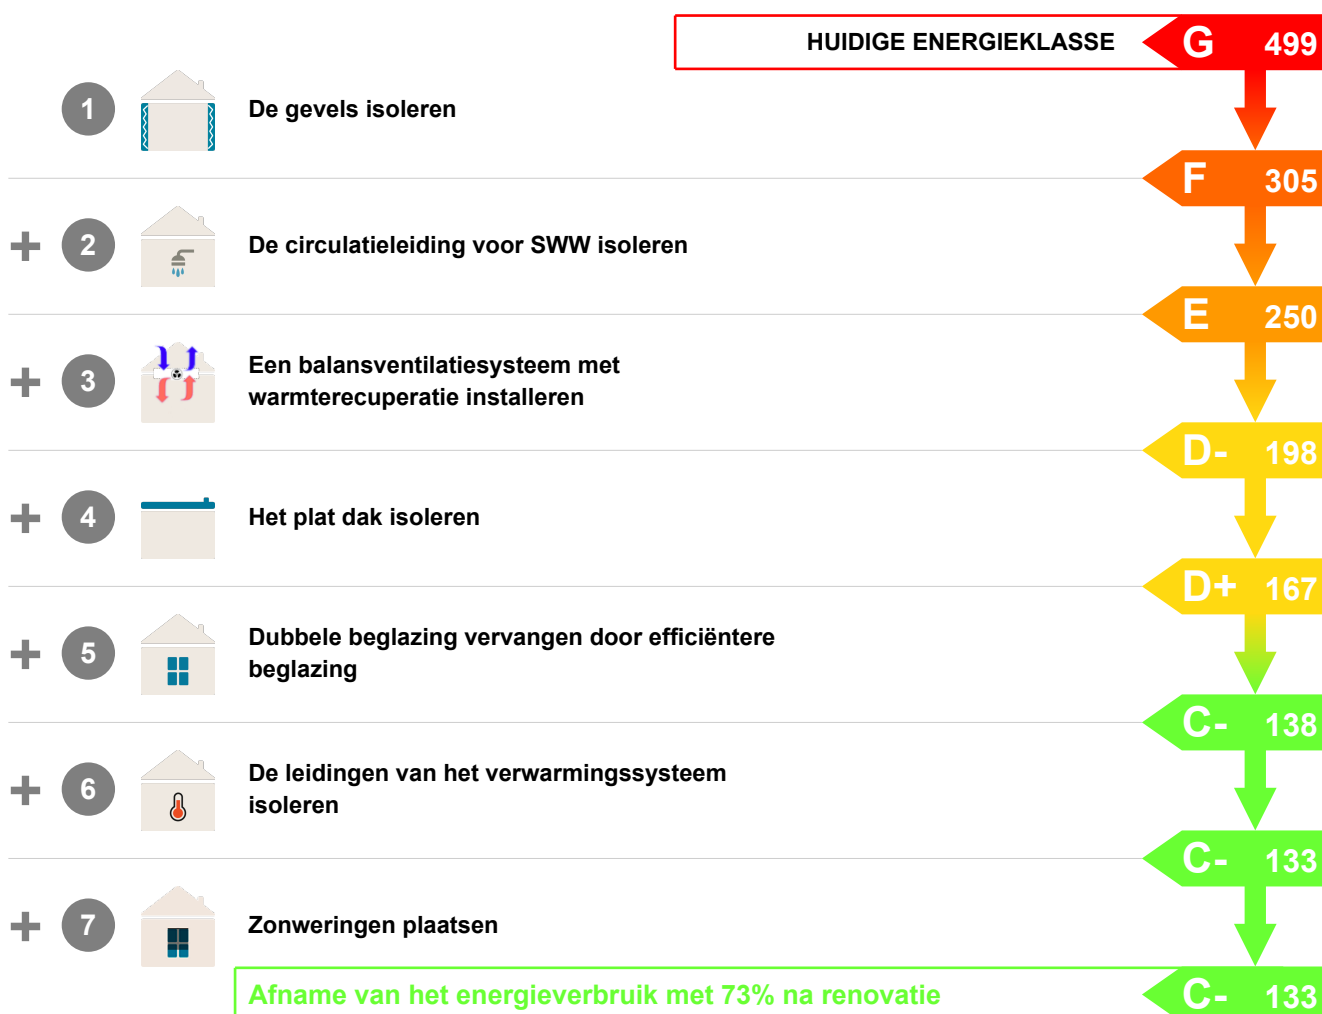 HUIDIGE ENERGIEKLASSE G 499
1 De gevels isoleren
F 305
+ 2 De circulatieleiding voor SWW isoleren
E 250
+ 3 Een balansventilatiesysteem met
warmterecuperatie installeren
D- 198
+ 4 Het plat dak isoleren
D+ 167
+ 5 Dubbele beglazing vervangen door efficiëntere
beglazing
C- 138
+ 6 De leidingen van het verwarmingssysteem
isoleren
C- 133
+ 7 Zonweringen plaatsen
Afname van het energieverbruik met 73% na renovatie C- 133